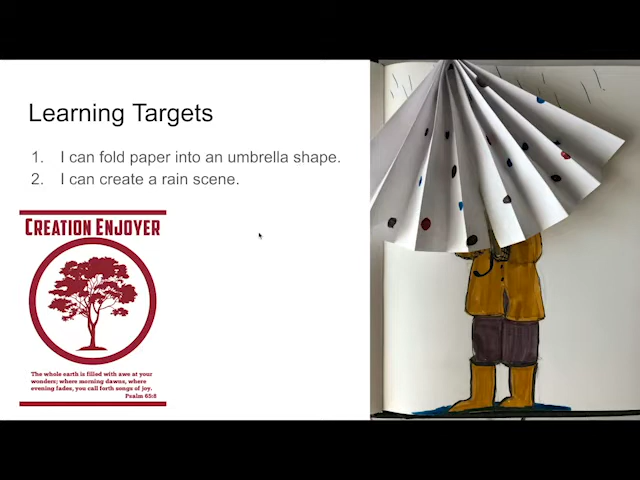 Learning Targets
1. I can fold paper into an umbrella shape.
2. I can create a rain scene.
CREATION ENJOYER
The whole earth is filled with awe at your
wonders; where morning dawns, where
evening fades, you call forth songs of joy.
Psalm 65:8